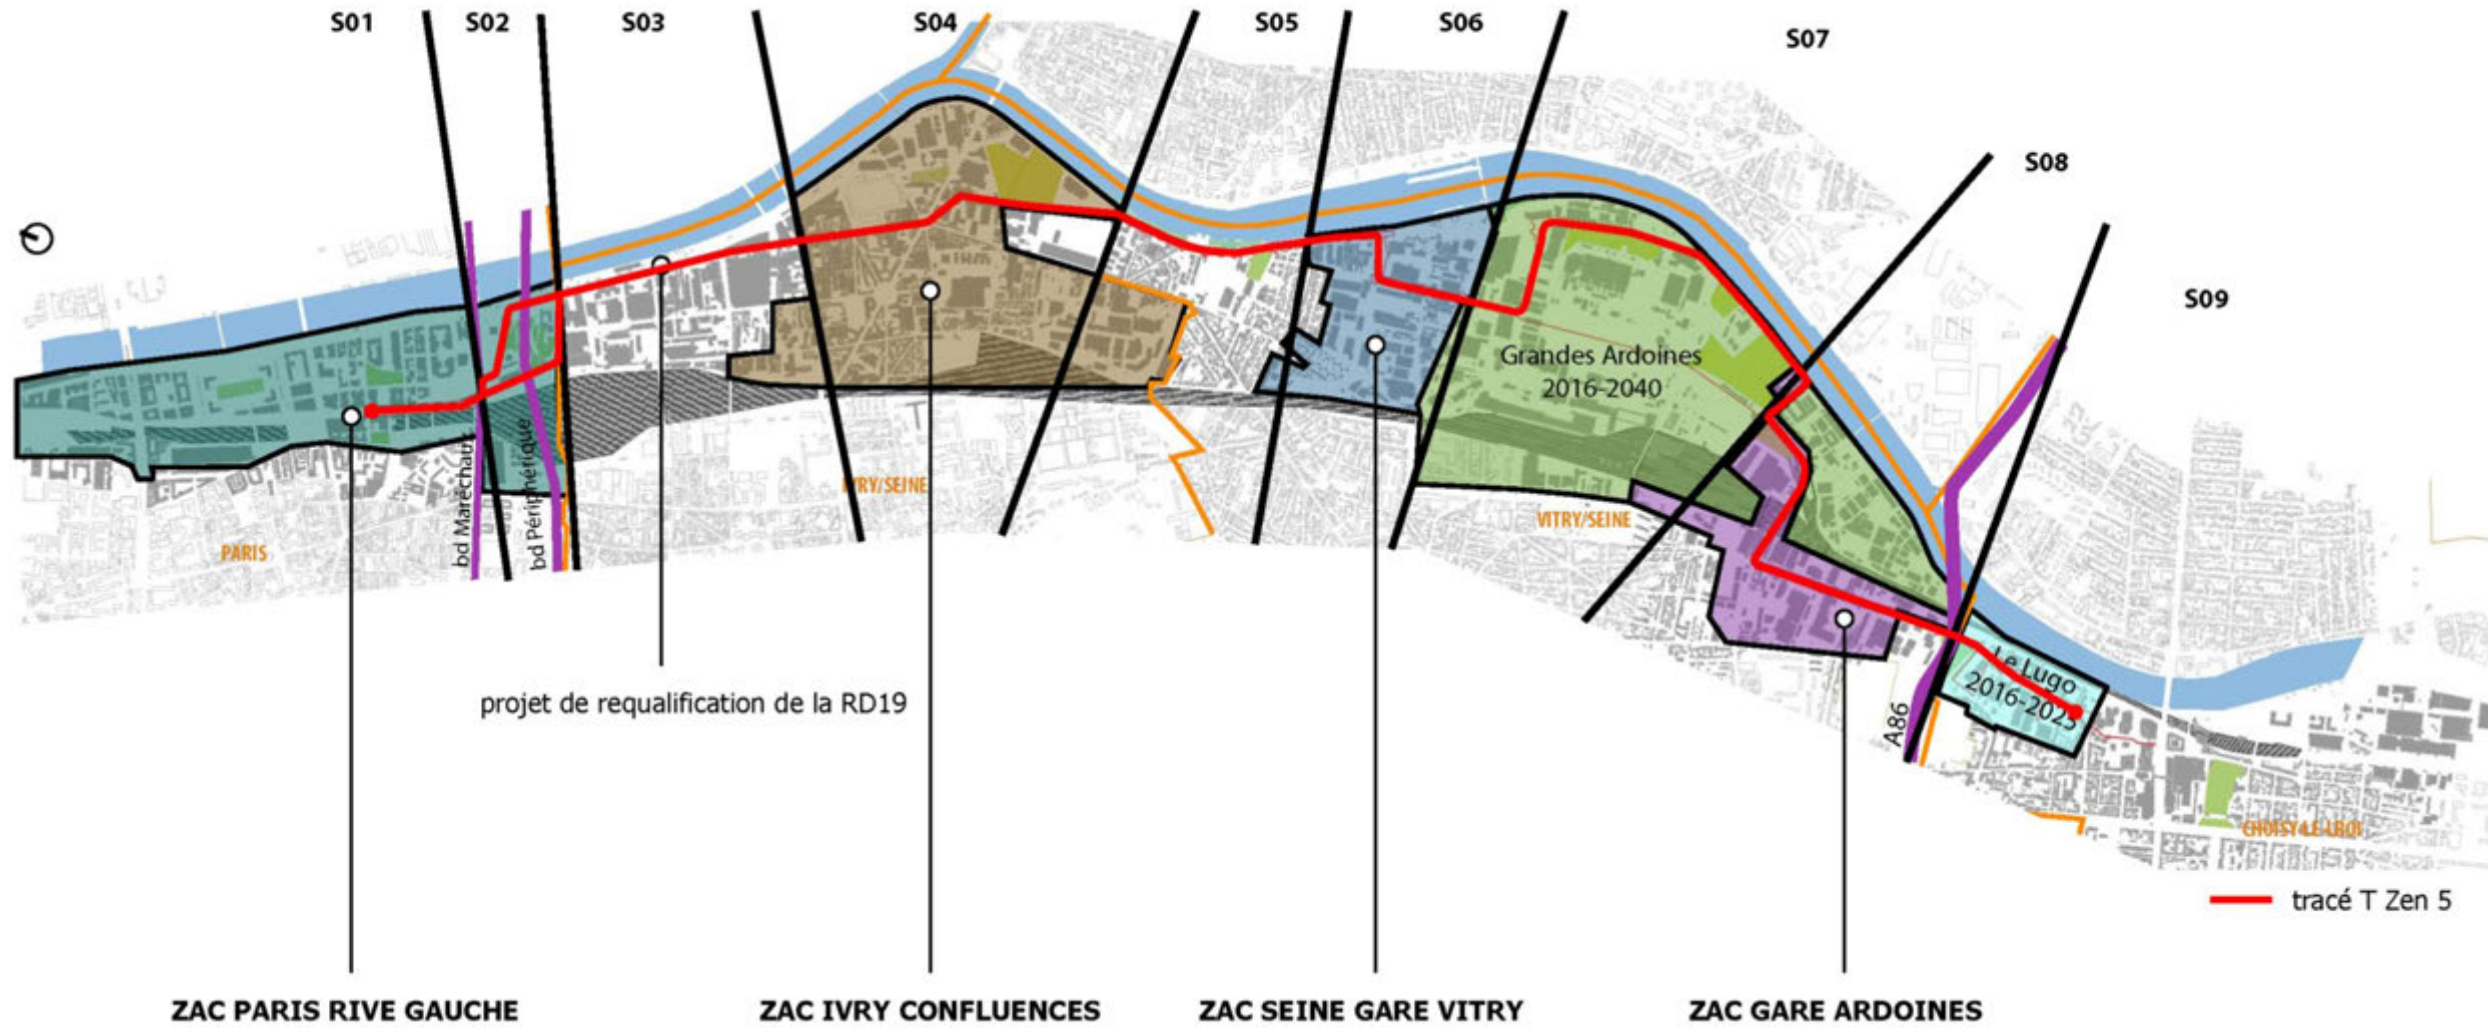 S01
S02
S03
S04
S05
S06
S07
S08
S09
Grandes Ardoines
2016-2040
bd Maréchaux
bd Périphérique
IVRY/SEINE
VITRY/SEINE
PARIS
Le Lugo
2016-2025
A86
projet de requalification de la RD19
CHOISY-LE-LROI
tracé T Zen 5
ZAC PARIS RIVE GAUCHE
ZAC IVRY CONFLUENCES
ZAC SEINE GARE VITRY
ZAC GARE ARDOINES